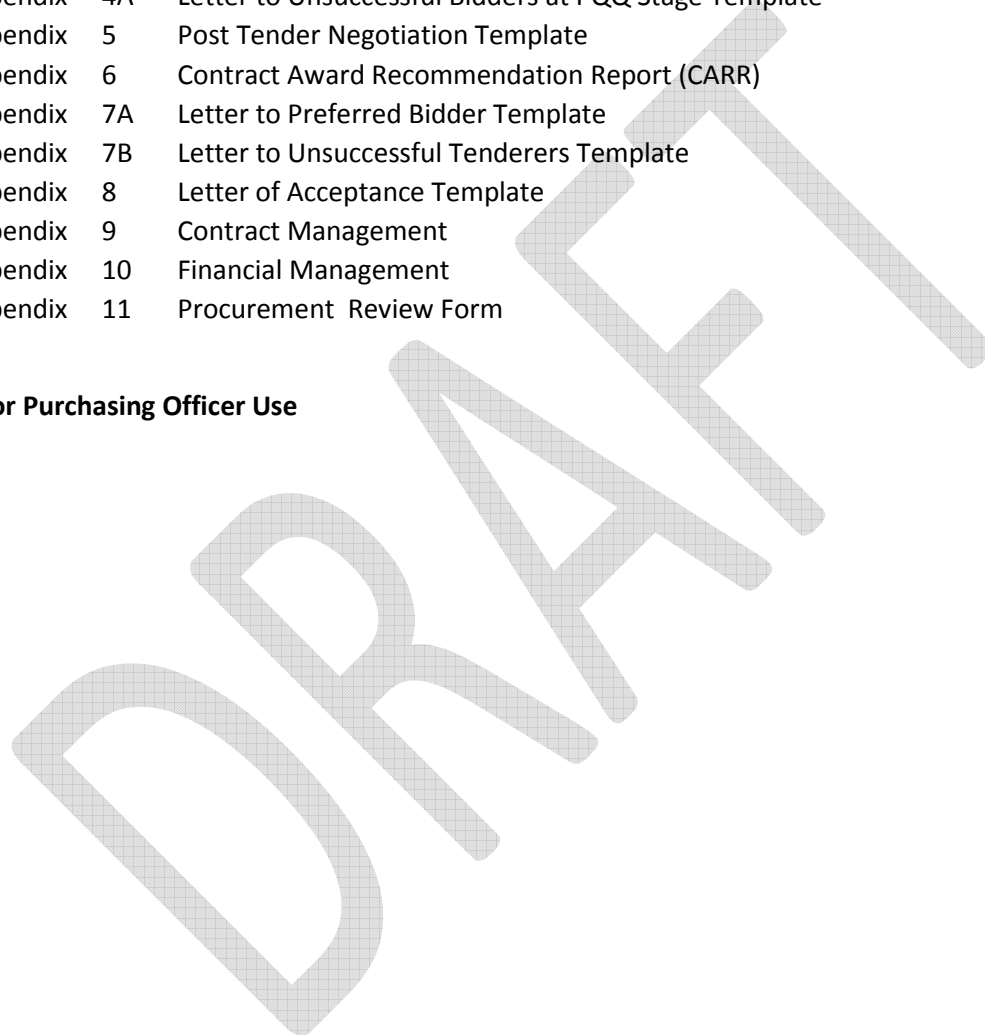 pendix 4A Letter to Unsuccessful Bidders at PQQ Stage Template
pendix 5 Post Tender Negotiation Template
pendix 6 Contract Award Recommendation Report (CARR)
pendix 7A Letter to Preferred Bidder Template
pendix 7B Letter to Unsuccessful Tenderers Template
pendix 8 Letter of Acceptance Template
pendix 9 Contract Management
pendix 10 Financial Management
pendix 11 Procurement Review Form
or Purchasing Officer Use
DRAFT